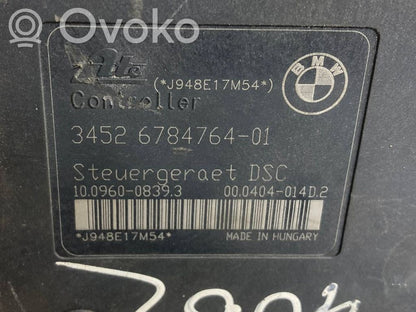 Ovoko
Ate
(*J948E17M54*)
BMW
Controller
3452 6784764-01
Steuergeraet DSC
10.0960-0839.3 00.0404-014D.2
*J948E17M54*
MADE IN HUNGARY